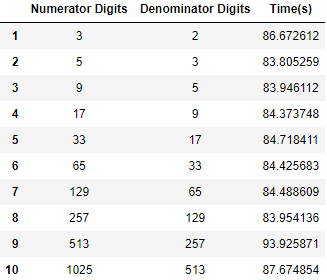 Numerator Digits Denominator Digits Time(s)
1 3 2 86.672612
2 5 3 83.805259
3 9 5 83.946112
4 17 9 84.373748
5 33 17 84.718411
6 65 33 84.425683
7 129 65 84.488609
8 257 129 83.954136
9 513 257 93.925871
10 1025 513 87.674854